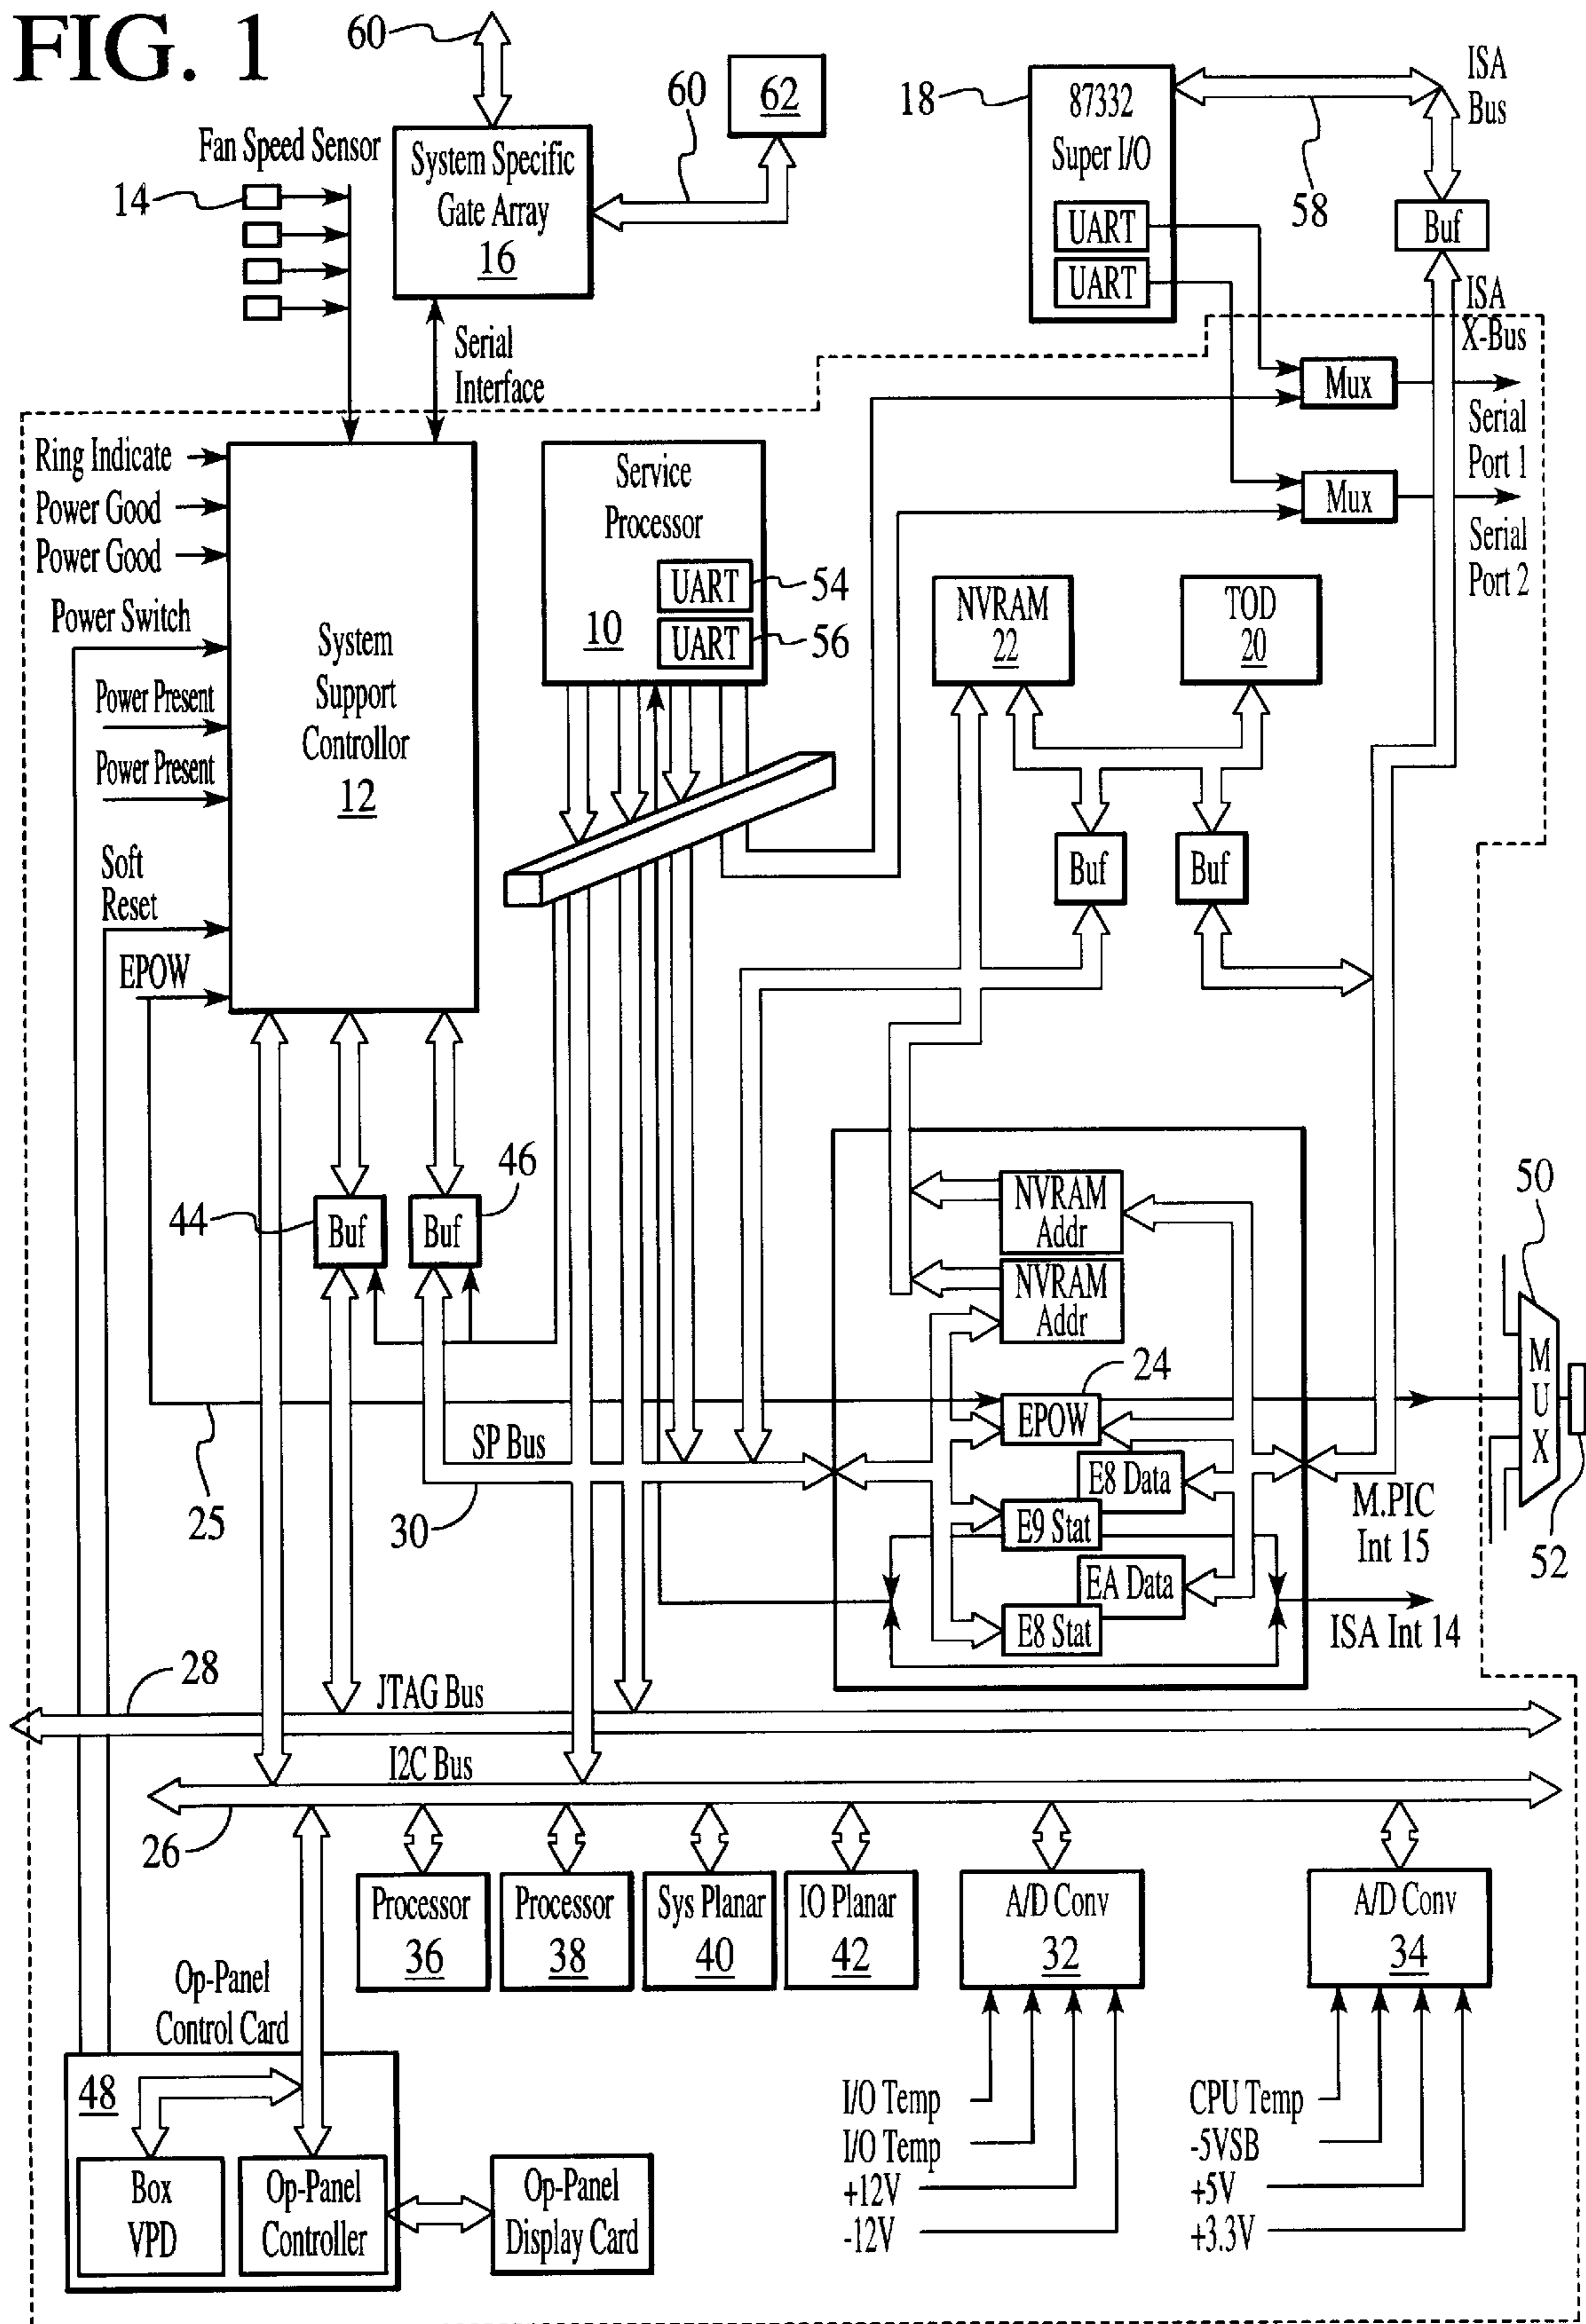 FIG. 1
60
62
60
Fan Speed Sensor
14
System Specific
Gate Array
16
Serial
Interface
18
87332
Super I/O
UART
UART
ISA
Bus
58
Buf
ISA
X-Bus
Mux
Serial
Port 1
Mux
Serial
Port 2
Ring Indicate
Power Good
Power Good
Power Switch
Power Present
Power Present
Soft
Reset
EPOW
System
Support
Controllor
12
Service
Processor
10
UART
54
UART
56
NVRAM
22
TOD
20
Buf
Buf
44
Buf
46
Buf
NVRAM
Addr
NVRAM
Addr
24
EPOW
E8 Data
E9 Stat
EA Data
E8 Stat
50
MUX
52
M.PIC
Int 15
ISA Int 14
25
SP Bus
30
28
JTAG Bus
I2C Bus
26
Processor
36
Processor
38
Sys Planar
40
IO Planar
42
A/D Conv
32
A/D Conv
34
Op-Panel
Control Card
48
Box
VPD
Op-Panel
Controller
Op-Panel
Display Card
I/O Temp
I/O Temp
+12V
-12V
CPU Temp
-5VSB
+5V
+3.3V